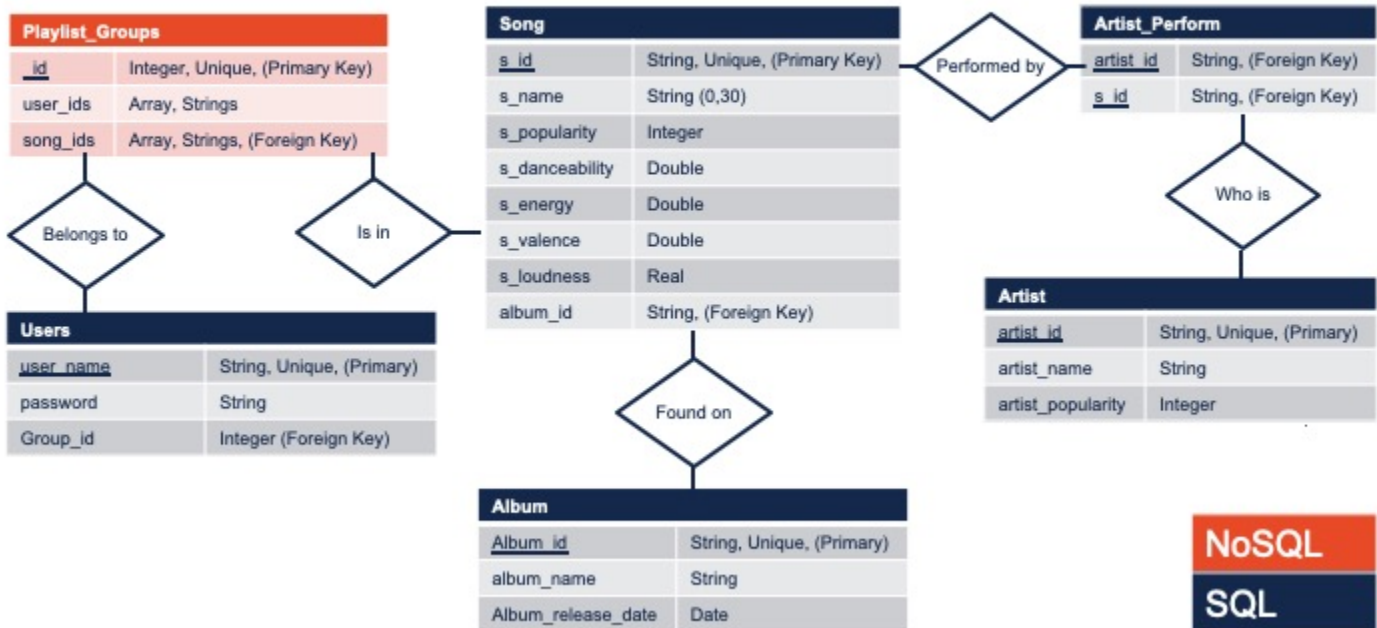 Playlist_Groups
_id Integer, Unique, (Primary Key)
user_ids Array, Strings
song_ids Array, Strings, (Foreign Key)
Belongs to
Is in
Users
user_name String, Unique, (Primary)
password String
Group_id Integer (Foreign Key)
Song
s_id String, Unique, (Primary Key)
s_name String (0,30)
s_popularity Integer
s_danceability Double
s_energy Double
s_valence Double
s_loudness Real
album_id String, (Foreign Key)
Found on
Album
Album_id String, Unique, (Primary)
album_name String
Album_release_date Date
Performed by
Artist_Perform
artist_id String, (Foreign Key)
s_id String, (Foreign Key)
Who is
Artist
artist_id String, Unique, (Primary)
artist_name String
artist_popularity Integer
NoSQL
SQL